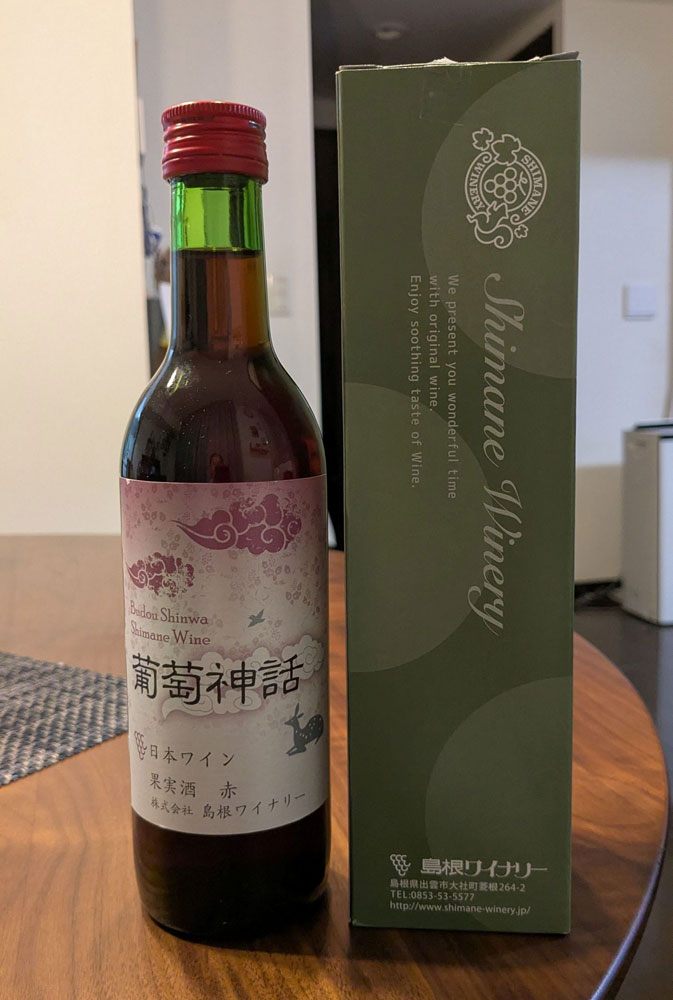 Budou Shinwa
Shimane Wine
葡萄神話
日本ワイン
果実酒 赤
株式会社 島根ワイナリー
SHIMANE
WINERY
Shimane Winery
We present you wonderful time
with original wine.
Enjoy soothing taste of Wine.
島根ワイナリー
島根県出雲市大社町菱根264-2
TEL:0853-53-5577
http://www.shimane-winery.jp/